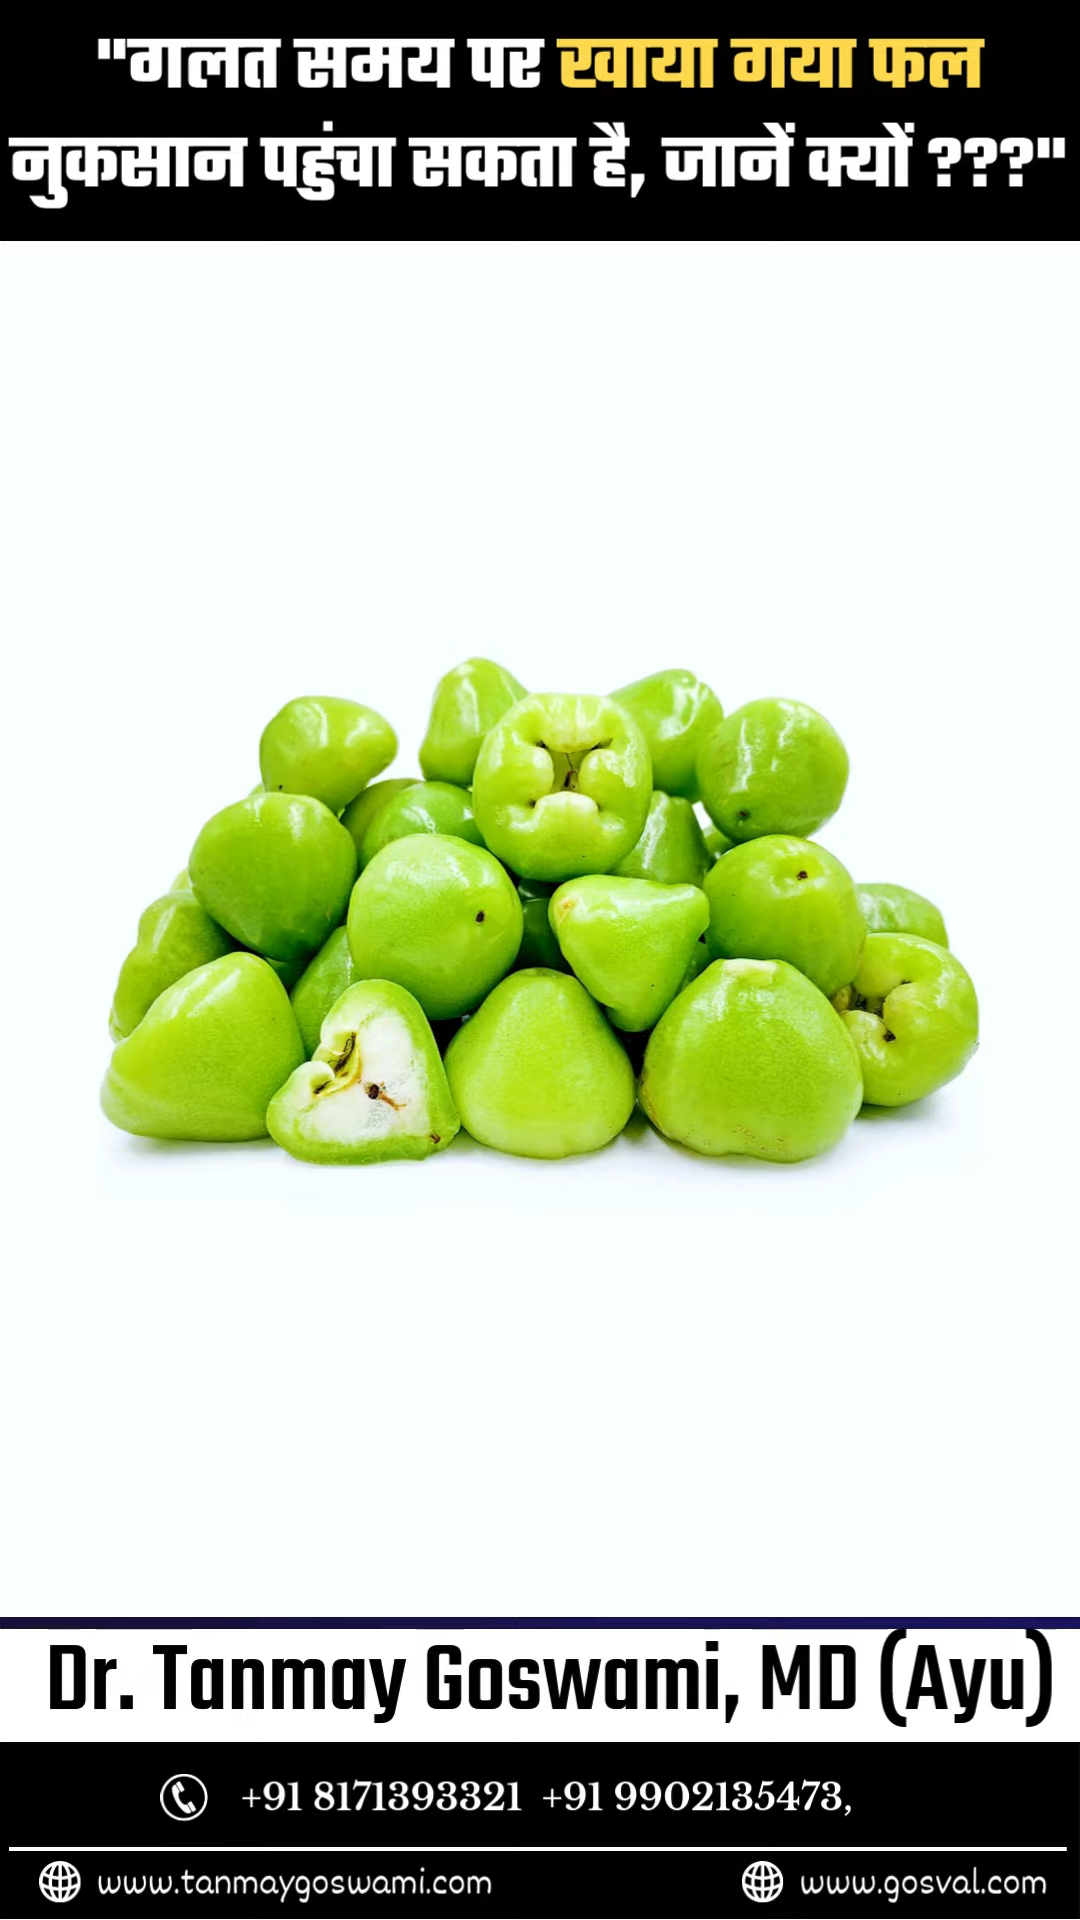 "गलत समय पर खाया गया फल
नुकसान पहुंचा सकता है, जानें क्यों ???"
Dr. Tanmay Goswami, MD (Ayu)
+91 8171393321 +91 9902135473,
www.tanmaygoswami.com www.gosval.com